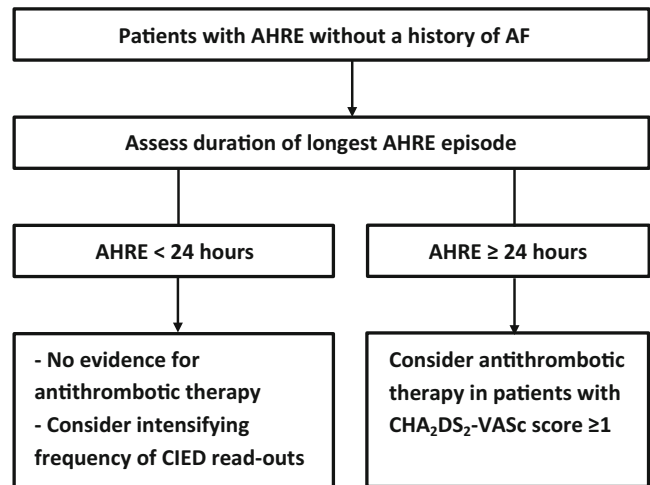 Patients with AHRE without a history of AF
Assess duration of longest AHRE episode
AHRE < 24 hours
AHRE ≥ 24 hours
- No evidence for
antithrombotic therapy
- Consider intensifying
frequency of CIED read-outs
Consider antithrombotic
therapy in patients with
CHA₂DS₂-VASc score ≥1